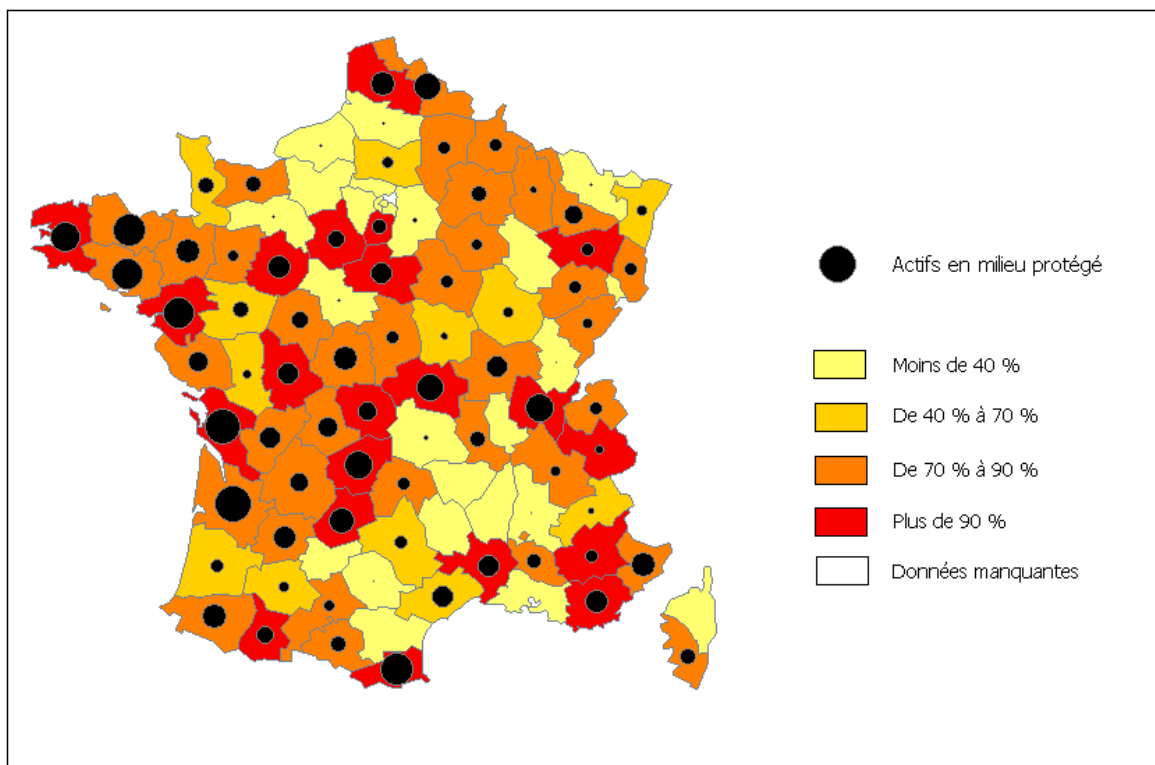 Actifs en milieu protégé
Moins de 40 %
De 40 % à 70 %
De 70 % à 90 %
Plus de 90 %
Données manquantes